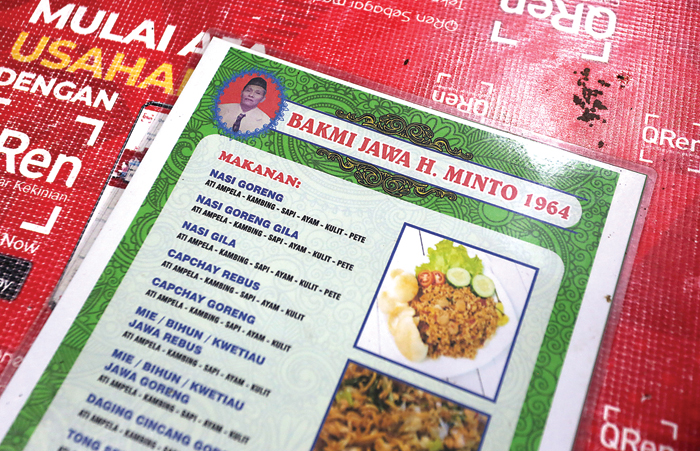 MULAI
USAHA
DENGAN
QRen
Now
QRen
QRen
QRen
QRen
BAKMI JAWA H. MINTO 1964
MAKANAN:
NASI GORENG
ATI AMPELA - KAMBING - SAPI - AYAM - KULIT - PETE
NASI GORENG GILA
ATI AMPELA - KAMBING - SAPI - AYAM - KULIT - PETE
NASI GILA
ATI AMPELA - KAMBING - SAPI - AYAM - KULIT - PETE
CAPCHAY REBUS
ATI AMPELA - KAMBING - SAPI - AYAM - KULIT
CAPCHAY GORENG
ATI AMPELA - KAMBING - SAPI - AYAM - KULIT
MIE / BIHUN / KWETIAU
JAWA REBUS
ATI AMPELA - KAMBING - SAPI - AYAM - KULIT
MIE / BIHUN / KWETIAU
JAWA GORENG
ATI AMPELA - KAMBING - SAPI - AYAM - KULIT
DAGING CINCANG
ATI AMPELA - KAMBING - SAPI - AYAM
TONG